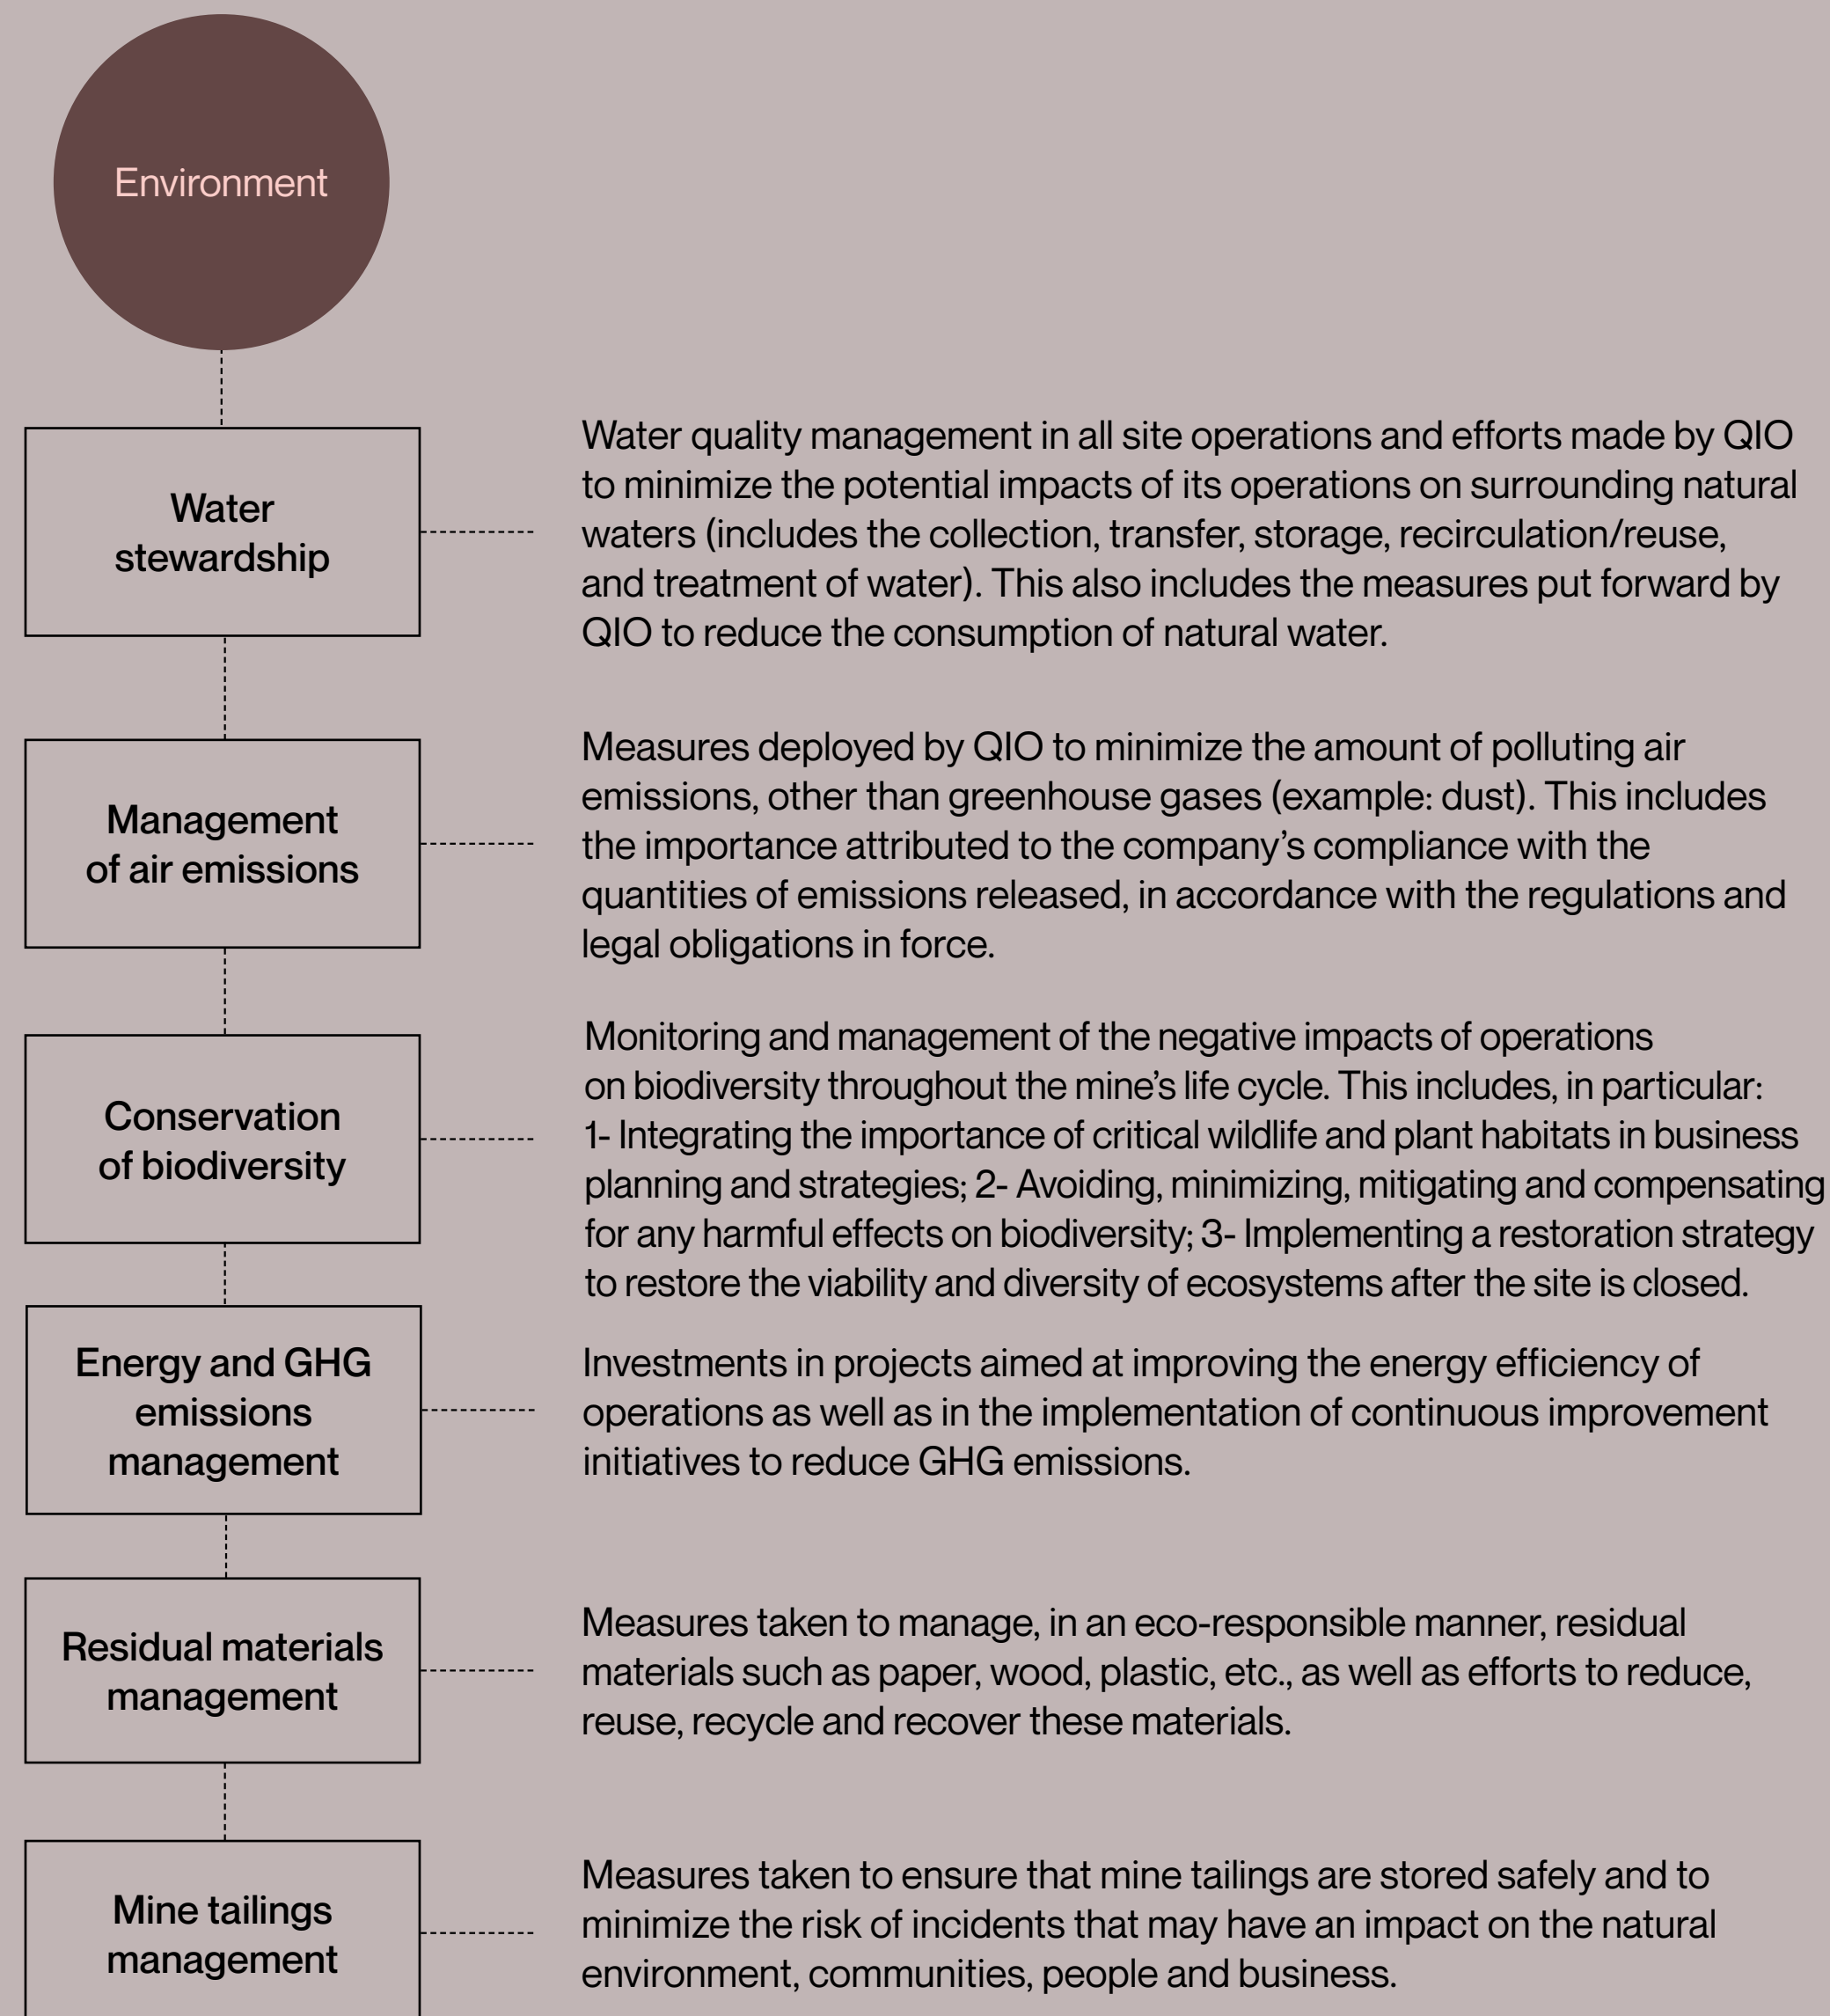 Environment
Water
stewardship
Water quality management in all site operations and efforts made by QIO
to minimize the potential impacts of its operations on surrounding natural
waters (includes the collection, transfer, storage, recirculation/reuse,
and treatment of water). This also includes the measures put forward by
QIO to reduce the consumption of natural water.
Management
of air emissions
Measures deployed by QIO to minimize the amount of polluting air
emissions, other than greenhouse gases (example: dust). This includes
the importance attributed to the company’s compliance with the
quantities of emissions released, in accordance with the regulations and
legal obligations in force.
Conservation
of biodiversity
Monitoring and management of the negative impacts of operations
on biodiversity throughout the mine’s life cycle. This includes, in particular:
1- Integrating the importance of critical wildlife and plant habitats in business
planning and strategies; 2- Avoiding, minimizing, mitigating and compensating
for any harmful effects on biodiversity; 3- Implementing a restoration strategy
to restore the viability and diversity of ecosystems after the site is closed.
Energy and GHG
emissions
management
Investments in projects aimed at improving the energy efficiency of
operations as well as in the implementation of continuous improvement
initiatives to reduce GHG emissions.
Residual materials
management
Measures taken to manage, in an eco-responsible manner, residual
materials such as paper, wood, plastic, etc., as well as efforts to reduce,
reuse, recycle and recover these materials.
Mine tailings
management
Measures taken to ensure that mine tailings are stored safely and to
minimize the risk of incidents that may have an impact on the natural
environment, communities, people and business.